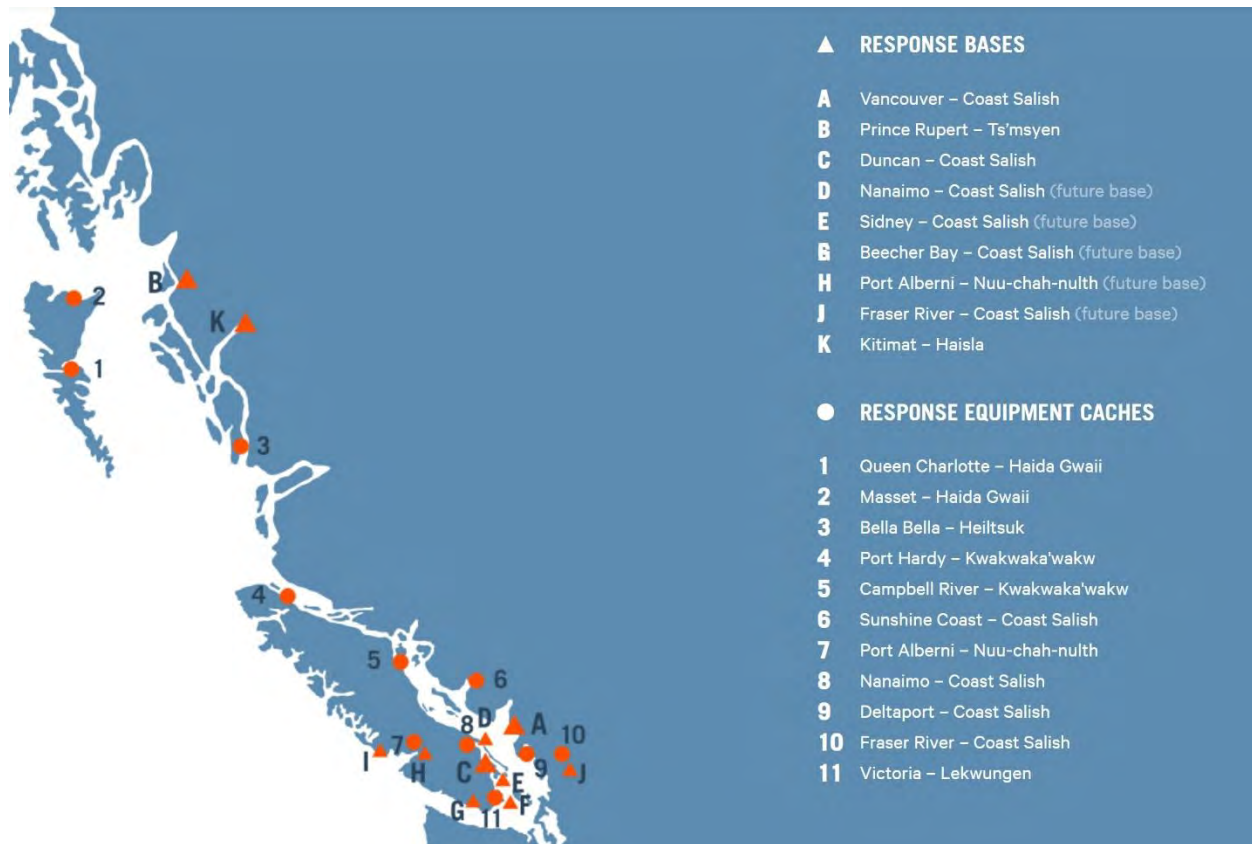 RESPONSE BASES
A Vancouver – Coast Salish
B Prince Rupert – Ts'msyen
C Duncan – Coast Salish
D Nanaimo – Coast Salish (future base)
E Sidney – Coast Salish (future base)
G Beecher Bay – Coast Salish (future base)
H Port Alberni – Nuu-chah-nulth (future base)
J Fraser River – Coast Salish (future base)
K Kitimat – Haisla
RESPONSE EQUIPMENT CACHES
1 Queen Charlotte – Haida Gwaii
2 Masset – Haida Gwaii
3 Bella Bella – Heiltsuk
4 Port Hardy – Kwakwaka'wakw
5 Campbell River – Kwakwaka'wakw
6 Sunshine Coast – Coast Salish
7 Port Alberni – Nuu-chah-nulth
8 Nanaimo – Coast Salish
9 Deltaport – Coast Salish
10 Fraser River – Coast Salish
11 Victoria – Lekwungen
B
2
K
1
3
4
5
6
8
D
A
10
7
I
H
C
9
J
E
G
11
F